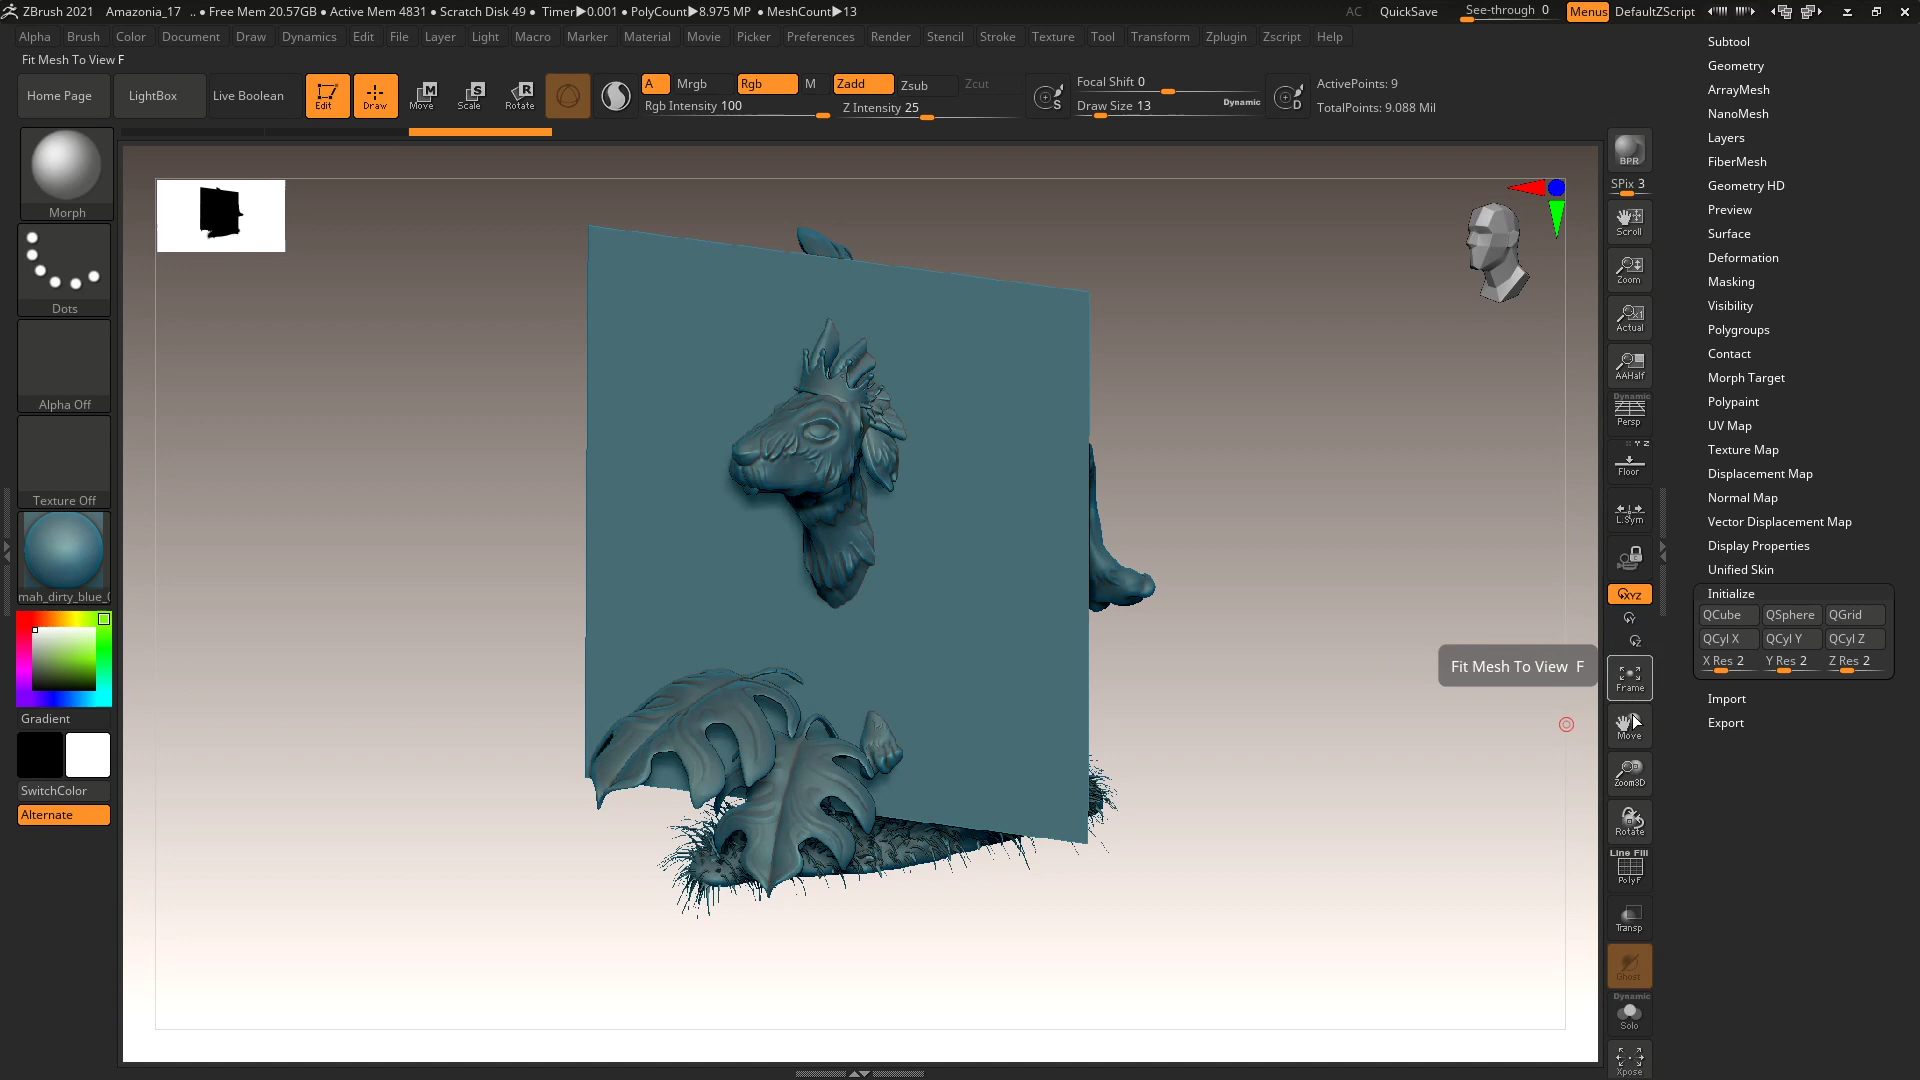 ZBrush 2021 Amazonia_17 .. • Free Mem 20.57GB • Active Mem 4831 • Scratch Disk 49 • Timer▶0.001 • PolyCount▶8.975 MP • MeshCount▶13 AC QuickSave See-through 0 Menus DefaultZScript
Alpha Brush Color Document Draw Dynamics Edit File Layer Light Macro Marker Material Movie Picker Preferences Render Stencil Stroke Texture Tool Transform Zplugin Zscript Help
Fit Mesh To View F
Home Page LightBox Live Boolean Edit Draw Move Scale Rotate
A Mrgb Rgb M Zadd Zsub Zcut
Rgb Intensity 100 Z Intensity 25
S Focal Shift 0
Draw Size 13 Dynamic D
ActivePoints: 9
TotalPoints: 9.088 Mil
Morph
Dots
Alpha Off
Texture Off
mah_dirty_blue_
Gradient
SwitchColor
Alternate
Fit Mesh To View F
BPR
SPix 3
Scroll
Zoom
Actual
AAHalf
Dynamic
Persp
Floor
L.Sym
XYZ
Y
Z
Frame
Move
Zoom3D
Rotate
Line Fill
PolyF
Transp
Ghost
Dynamic
Solo
Xpose
Subtool
Geometry
ArrayMesh
NanoMesh
Layers
FiberMesh
Geometry HD
Preview
Surface
Deformation
Masking
Visibility
Polygroups
Contact
Morph Target
Polypaint
UV Map
Texture Map
Displacement Map
Normal Map
Vector Displacement Map
Display Properties
Unified Skin
Initialize
QCube QSphere QGrid
QCyl X QCyl Y QCyl Z
X Res 2 Y Res 2 Z Res 2
Import
Export